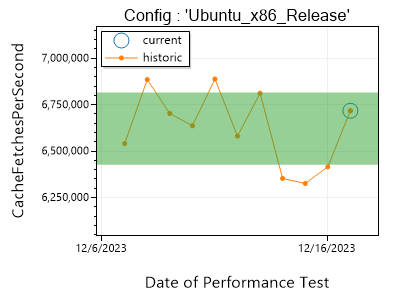 Config : 'Ubuntu_x86_Release'
current
historic
7,000,000
6,750,000
6,500,000
6,250,000
CacheFetchesPerSecond
12/6/2023
12/16/2023
Date of Performance Test